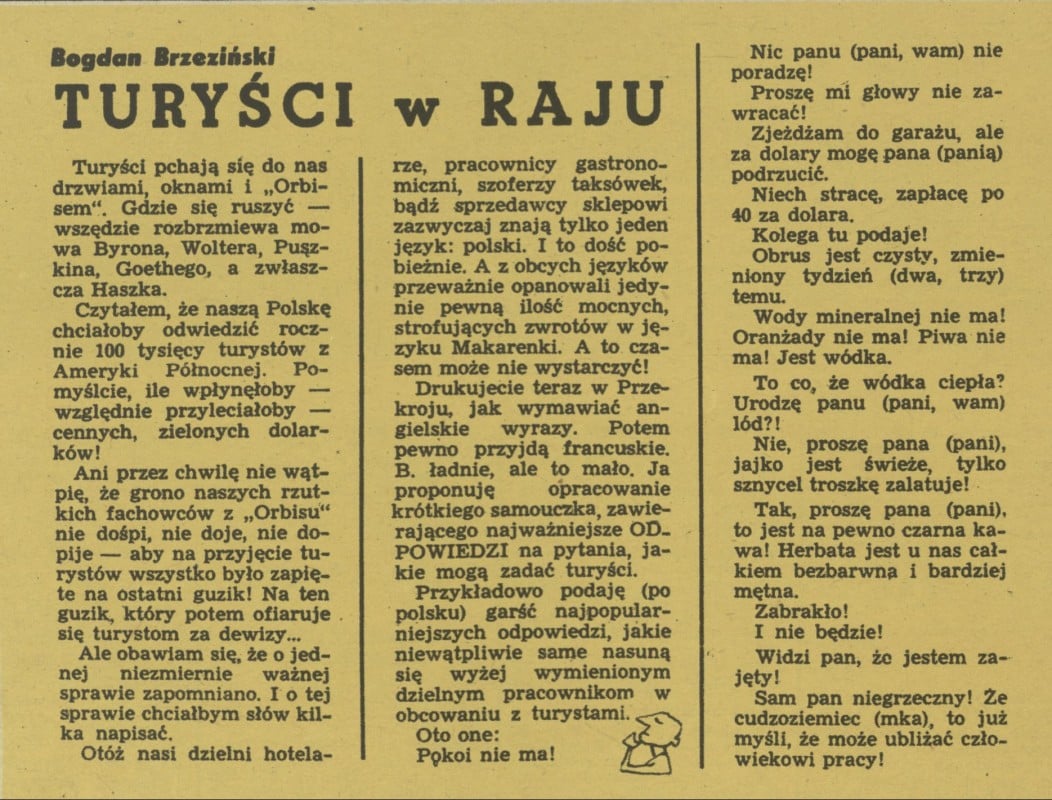 Bogdan Brzeziński
TURYŚCI w RAJU
Turyści pchają się do nas
drzwiami, oknami i „Orbi-
sem“. Gdzie się ruszyć —
wszędzie rozbrzmiewa mo-
wa Byrona, Woltera, Pusz-
kina, Goethego, a zwłasz-
cza Haszka.
Czytałem, że naszą Polskę
chciałoby odwiedzić rocz-
nie 100 tysięcy turystów z
Ameryki Północnej. Po-
myślcie, ile wpłynęłoby —
względnie przyleciałoby —
cennych, zielonych dolar-
ków!
Ani przez chwilę nie wąt-
pię, że grono naszych rzut-
kich fachowców z „Orbisu“
nie dośpi, nie doje, nie do-
pije — aby na przyjęcie tu-
rystów wszystko było zapię-
te na ostatni guzik! Na ten
guzik, który potem ofiaruje
się turystom za dewizy...
Ale obawiam się, że o jed-
nej niezmiernie ważnej
sprawie zapomniano. I o tej
sprawie chciałbym słów kil-
ka napisać.
Otóż nasi dzielni hotela-
rze, pracownicy gastrono-
miczni, szoferzy taksówek,
bądź sprzedawcy sklepowi
zazwyczaj znają tylko jeden
język: polski. I to dość po-
bieżnie. A z obcych języków
przeważnie opanowali jedy-
nie pewną ilość mocnych,
strofujących zwrotów w ję-
zyku Makarenki. A to cza-
sem może nie wystarczyć!
Drukujecie teraz w Prze-
kroju, jak wymawiać an-
gielskie wyrazy. Potem
pewno przyjdą francuskie.
B. ładnie, ale to mało. Ja
proponuję opracowanie
krótkiego samouczka, zawie-
rającego najważniejsze OD-
POWIEDZI na pytania, ja-
kie mogą zadać turyści.
Przykładowo podaję (po
polsku) garść najpopular-
niejszych odpowiedzi, jakie
niewątpliwie same nasuną
się wyżej wymienionym
dzielnym pracownikom w
obcowaniu z turystami.
Oto one:
Pokoi nie ma!
Nic panu (pani, wam) nie
poradzę!
Proszę mi głowy nie za-
wracać!
Zjeżdżam do garażu, ale
za dolary mogę pana (panią)
podrzucić.
Niech stracę, zapłacę po
40 za dolara.
Kolega tu podaje!
Obrus jest czysty, zmie-
niony tydzień (dwa, trzy)
temu.
Wody mineralnej nie ma!
Oranżady nie ma! Piwa nie
ma! Jest wódka.
To co, że wódka ciepła?
Urodzę panu (pani, wam)
lód?!
Nie, proszę pana (pani),
jajko jest świeże, tylko
sznycel troszkę zalatuje!
Tak, proszę pana (pani),
to jest na pewno czarna ka-
wa! Herbata jest u nas cał-
kiem bezbarwna i bardziej
mętna.
Zabrakło!
I nie będzie!
Widzi pan, że jestem za-
jęty!
Sam pan niegrzeczny! Że
cudzoziemiec (mka), to już
myśli, że może ubliżać czło-
wiekowi pracy!